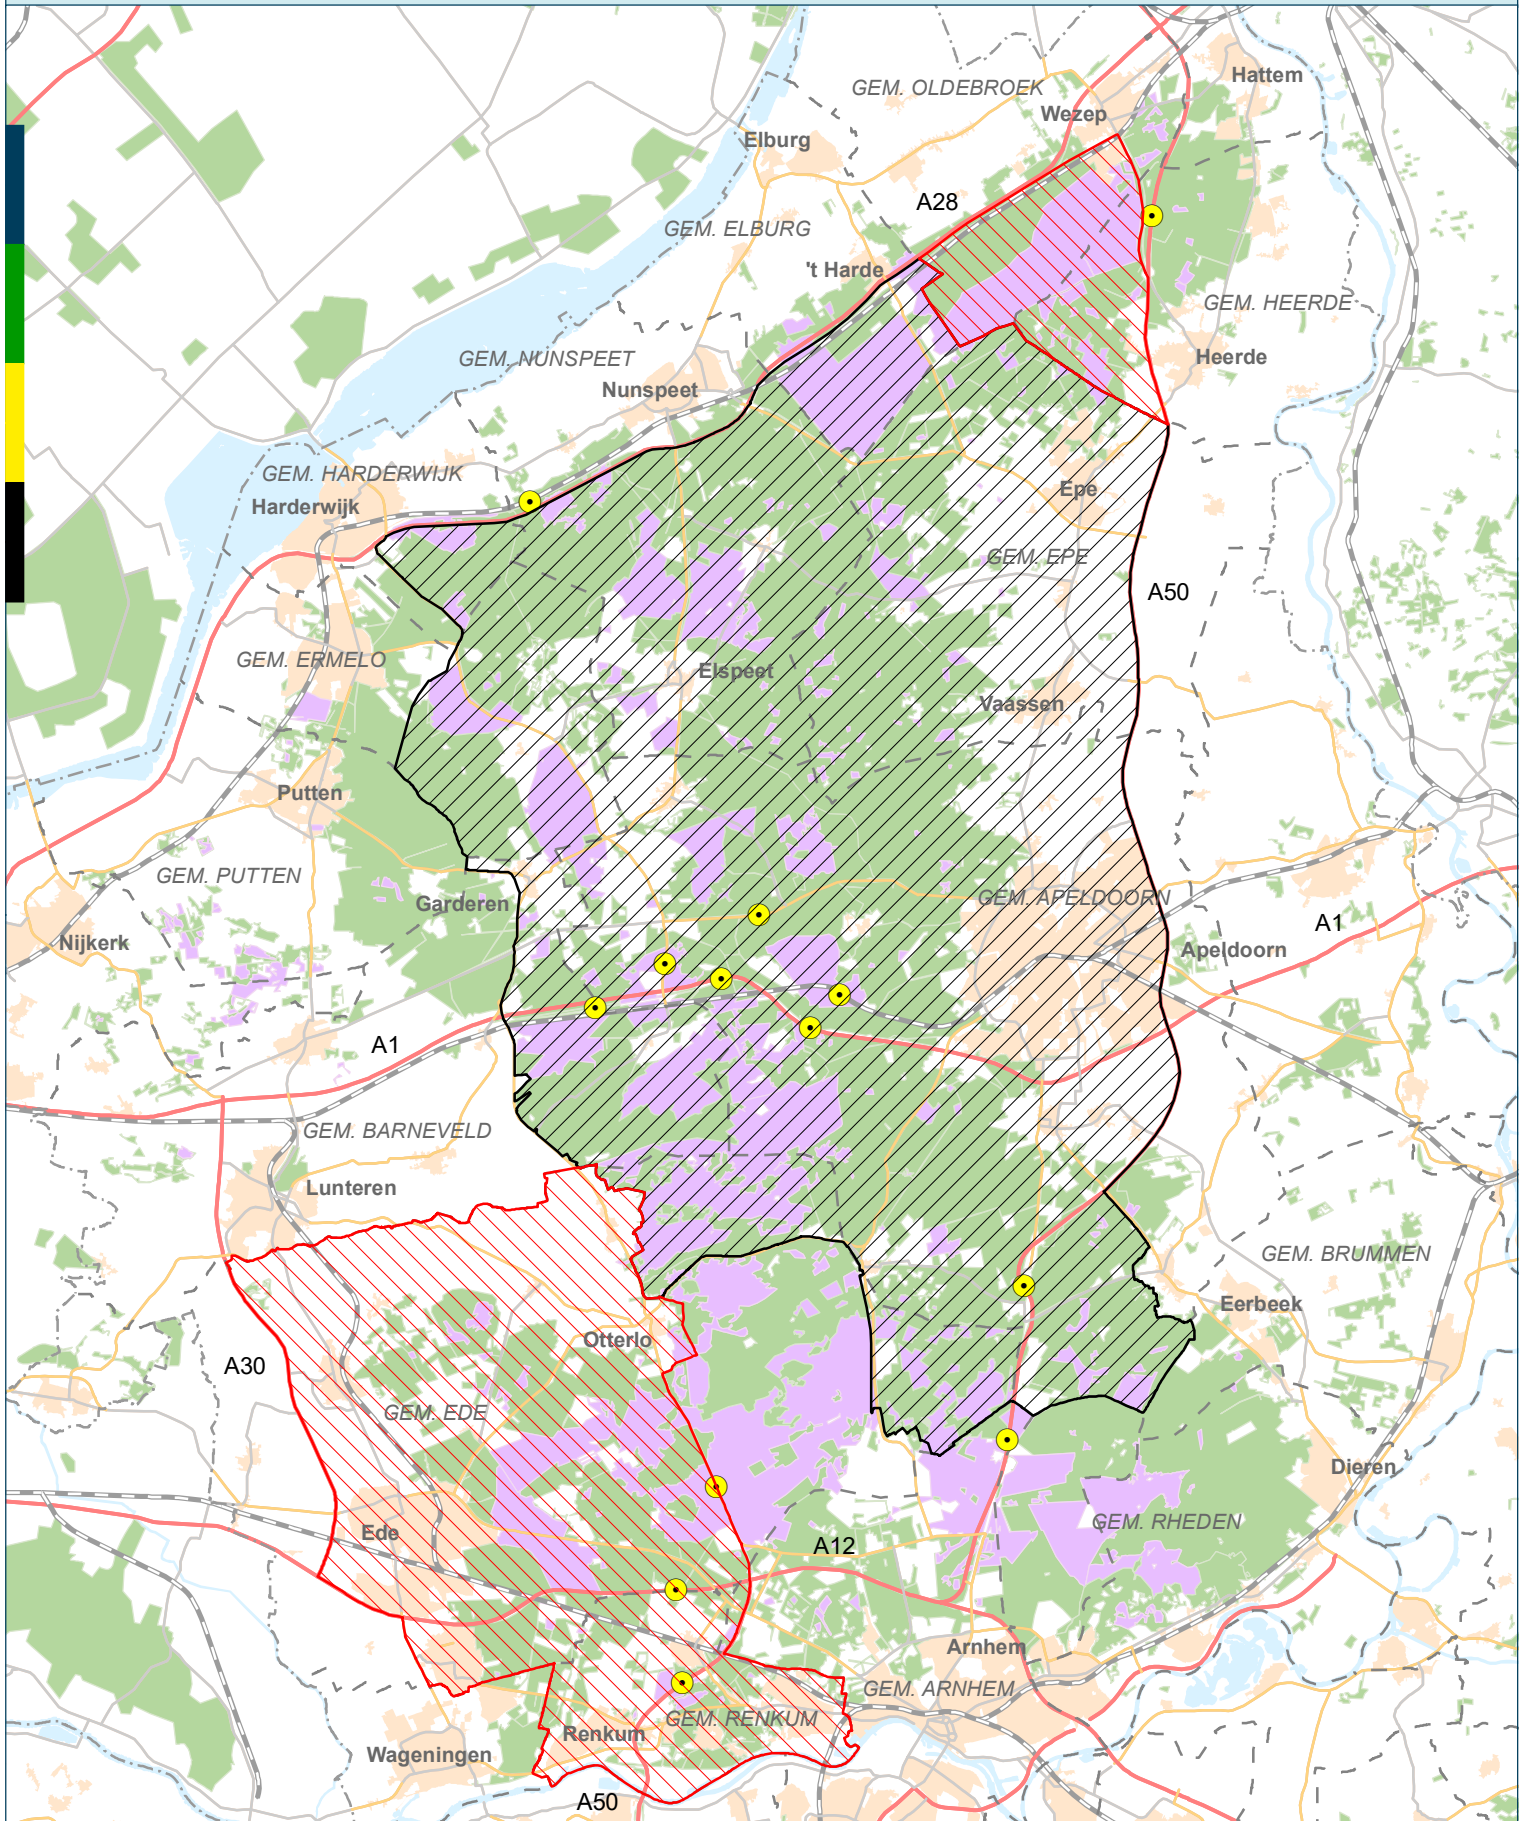 Hattem
GEM. OLDEBROEK
Wezep
Elburg
A28
GEM. ELBURG
't Harde
GEM. HEERDE
GEM. NUNSPEET
Heerde
Nunspeet
GEM. HARDERWIJK
Harderwijk
Epe
GEM. EPE
A50
GEM. ERMELO
Elspeet
Vaassen
Putten
GEM. PUTTEN
Garderen
GEM. APELDOORN
A1
Nijkerk
Apeldoorn
A1
GEM. BARNEVELD
Lunteren
GEM. BRUMMEN
Eerbeek
Otterlo
A30
GEM. EDE
Dieren
Ede
GEM. RHEDEN
A12
Arnhem
GEM. ARNHEM
GEM. RENKUM
Renkum
Wageningen
A50